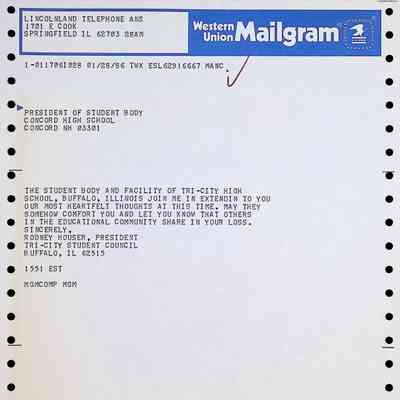 LINCOLNLAND TELEPHONE ANS
1701 E COOK
SPRINGFIELD IL 62703 28AM
Western Union Mailgram
1-011706I028 01/28/86 TWX ESL62916667 MANC
PRESIDENT OF STUDENT BODY
CONCORD HIGH SCHOOL
CONCORD NH 03301
THE STUDENT BODY AND FACILITY OF TRI-CITY HIGH
SCHOOL, BUFFALO, ILLINOIS JOIN ME IN EXTENDIN TO YOU
OUR MOST HEARTFELT THOUGHTS AT THIS TIME. MAY THEY
SOMEHOW COMFORT YOU AND LET YOU KNOW THAT OTHERS
IN THE EDUCATIONAL COMMUNITY SHARE IN YOUR LOSS.
SINCERELY,
RODNEY HOUSER, PRESIDENT
TRI-CITY STUDENT COUNCIL
BUFFALO, IL 62515
1551 EST
MGMCOMP MGM